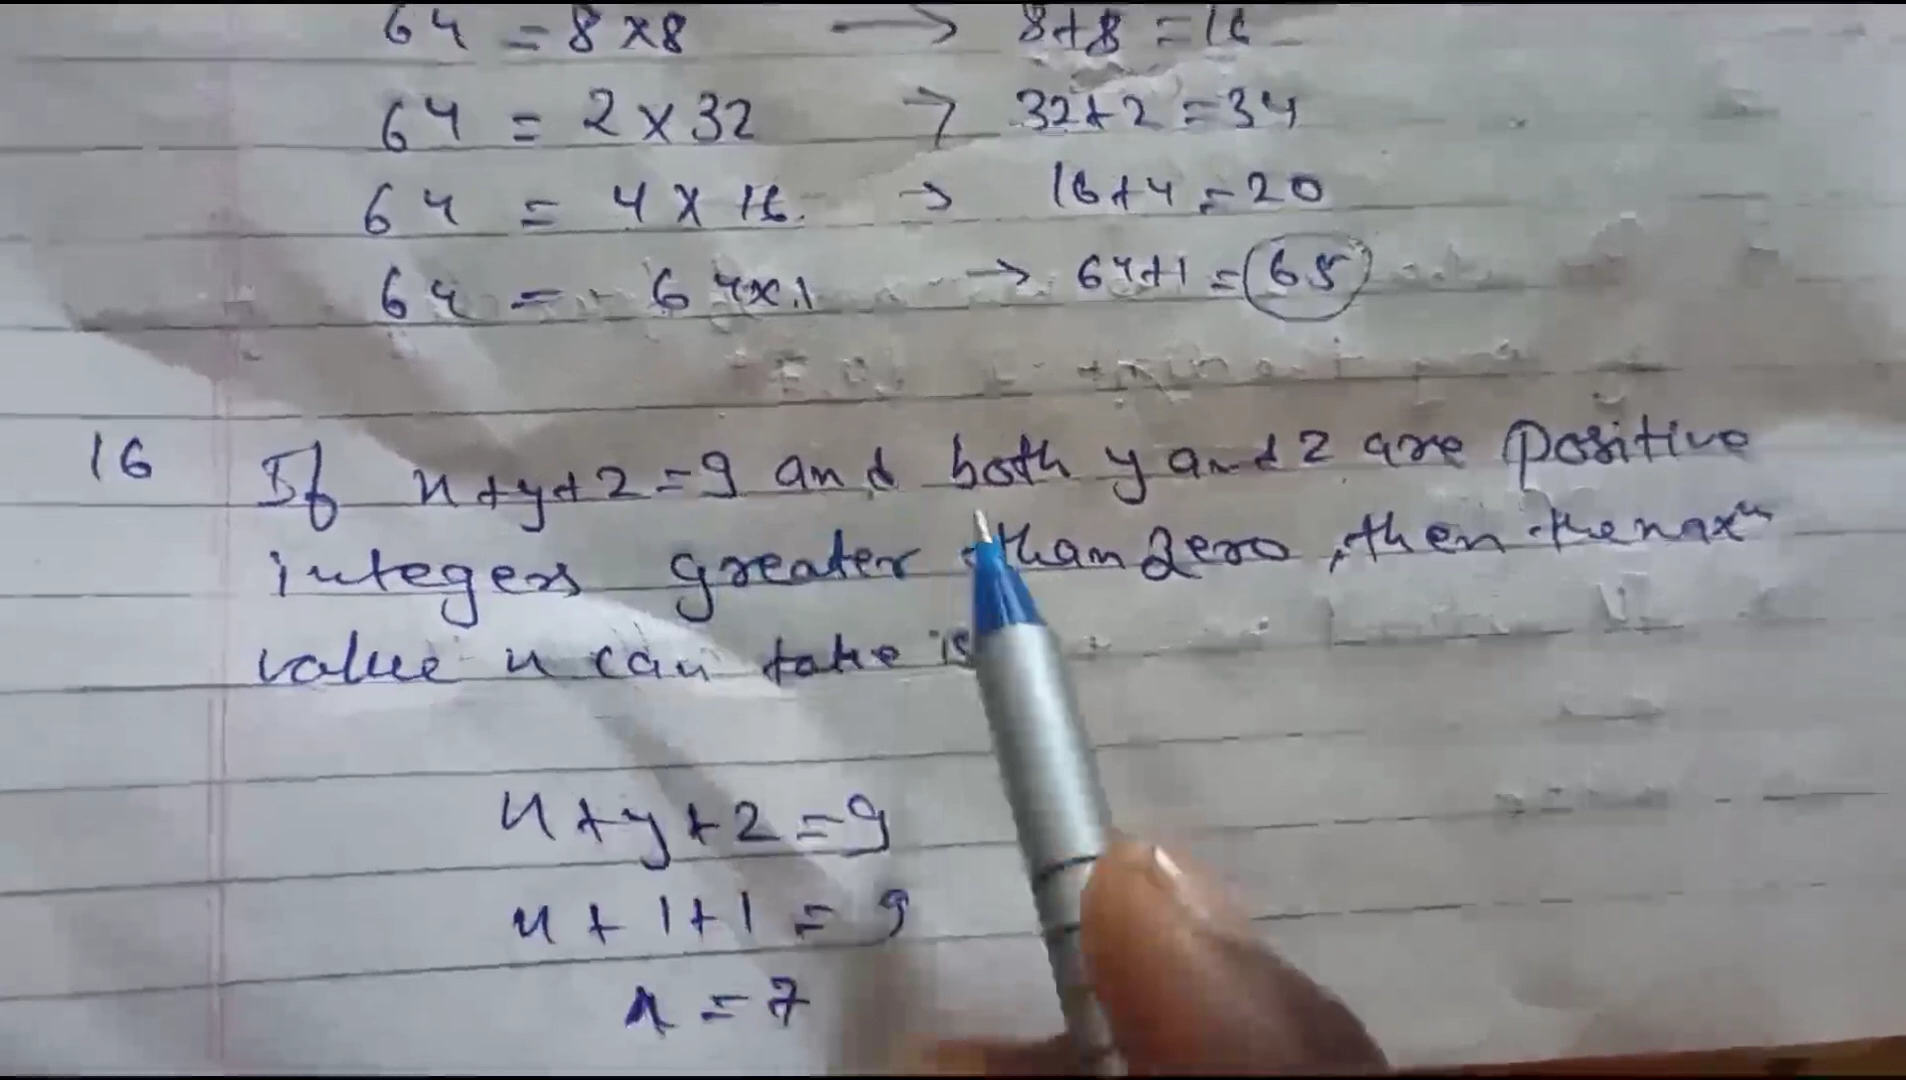 64 = 8×8 → 8+8 = 16
64 = 2×32 → 32+2 = 34
64 = 4×16 → 16+4 = 20
64 = 64×1 → 64+1 = 65
16 If x+y+z=9 and both y and z are positive
integers greater than zero, then the maxm
value x can take is
x+y+z=9
x+1+1=9
x=7